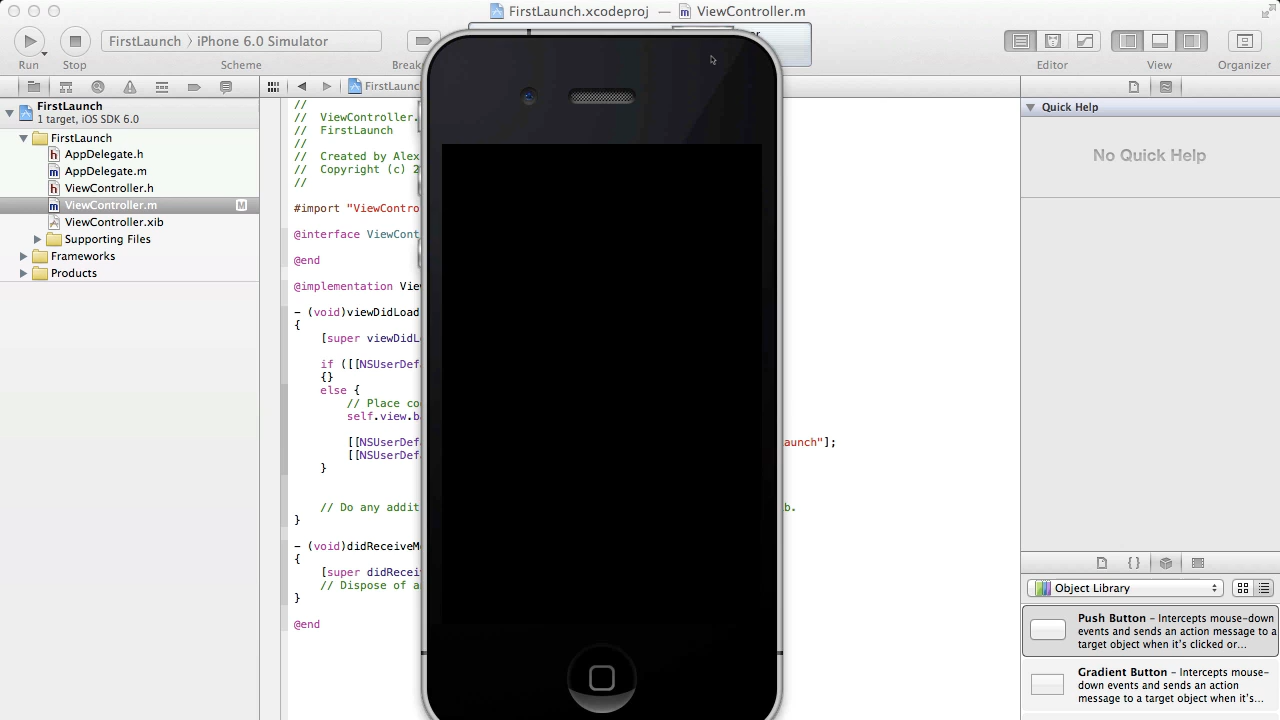 FirstLaunch.xcodeproj — ViewController.m
FirstLaunch › iPhone 6.0 Simulator
Run Stop Scheme Editor View Organizer
FirstLaunch
1 target, iOS SDK 6.0
FirstLaunch
AppDelegate.h
AppDelegate.m
ViewController.h
ViewController.m M
ViewController.xib
Supporting Files
Frameworks
Products
//
// ViewController.
// FirstLaunch
//
// Created by Alex
// Copyright (c) 2
//
#import "ViewContro
@interface ViewCont
@end
@implementation Vie
- (void)viewDidLoad
{
[super viewDidL
if ([[NSUserDef
{}
else {
// Place co
self.view.b
[[NSUserDef aunch"];
[[NSUserDef
}
// Do any addit b.
}
- (void)didReceiveM
{
[super didRecei
// Dispose of a
}
@end
Quick Help
No Quick Help
Object Library
Push Button – Intercepts mouse-down
events and sends an action message to a
target object when it's clicked or...
Gradient Button – Intercepts mouse-
down events and sends an action
message to a target object when it's...